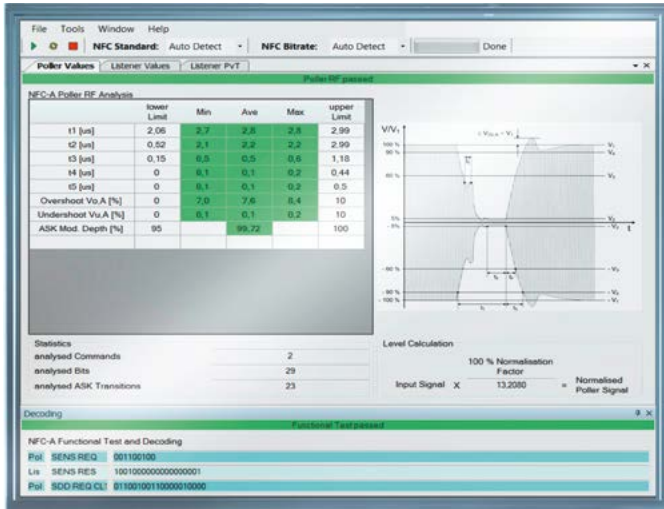 File Tools Window Help
NFC Standard: Auto Detect NFC Bitrate: Auto Detect Done
Poller Values Listener Values Listener PvT
Poller RF passed
NFC-A Poller RF Analysis
lower Limit Min Ave Max upper Limit
t1 [us] 2,06 2,7 2,8 2,8 2,99
t2 [us] 0,52 2,1 2,2 2,2 2,99
t3 [us] 0,15 0,5 0,5 0,6 1,18
t4 [us] 0 0,1 0,1 0,2 0,44
t5 [us] 0 0,1 0,1 0,2 0.5
Overshoot Vo,A [%] 0 7,0 7,6 8,4 10
Undershoot Vu,A [%] 0 0,1 0,1 0,2 10
ASK Mod. Depth [%] 95 99,72 100
V/V₁
100 %
90 %
60 %
5%
- 5%
t
- 60 %
- 90 %
- 100 %
Statistics
analysed Commands 2
analysed Bits 29
analysed ASK Transitions 23
Level Calculation
100 % Normalisation
Factor
Input Signal X 13,2080 = Normalised
Poller Signal
Decoding
Functional Test passed
NFC-A Functional Test and Decoding
Pol SENS REQ 001100100
Lis SENS RES 1001000000000000001
Pol SDD REQ CL